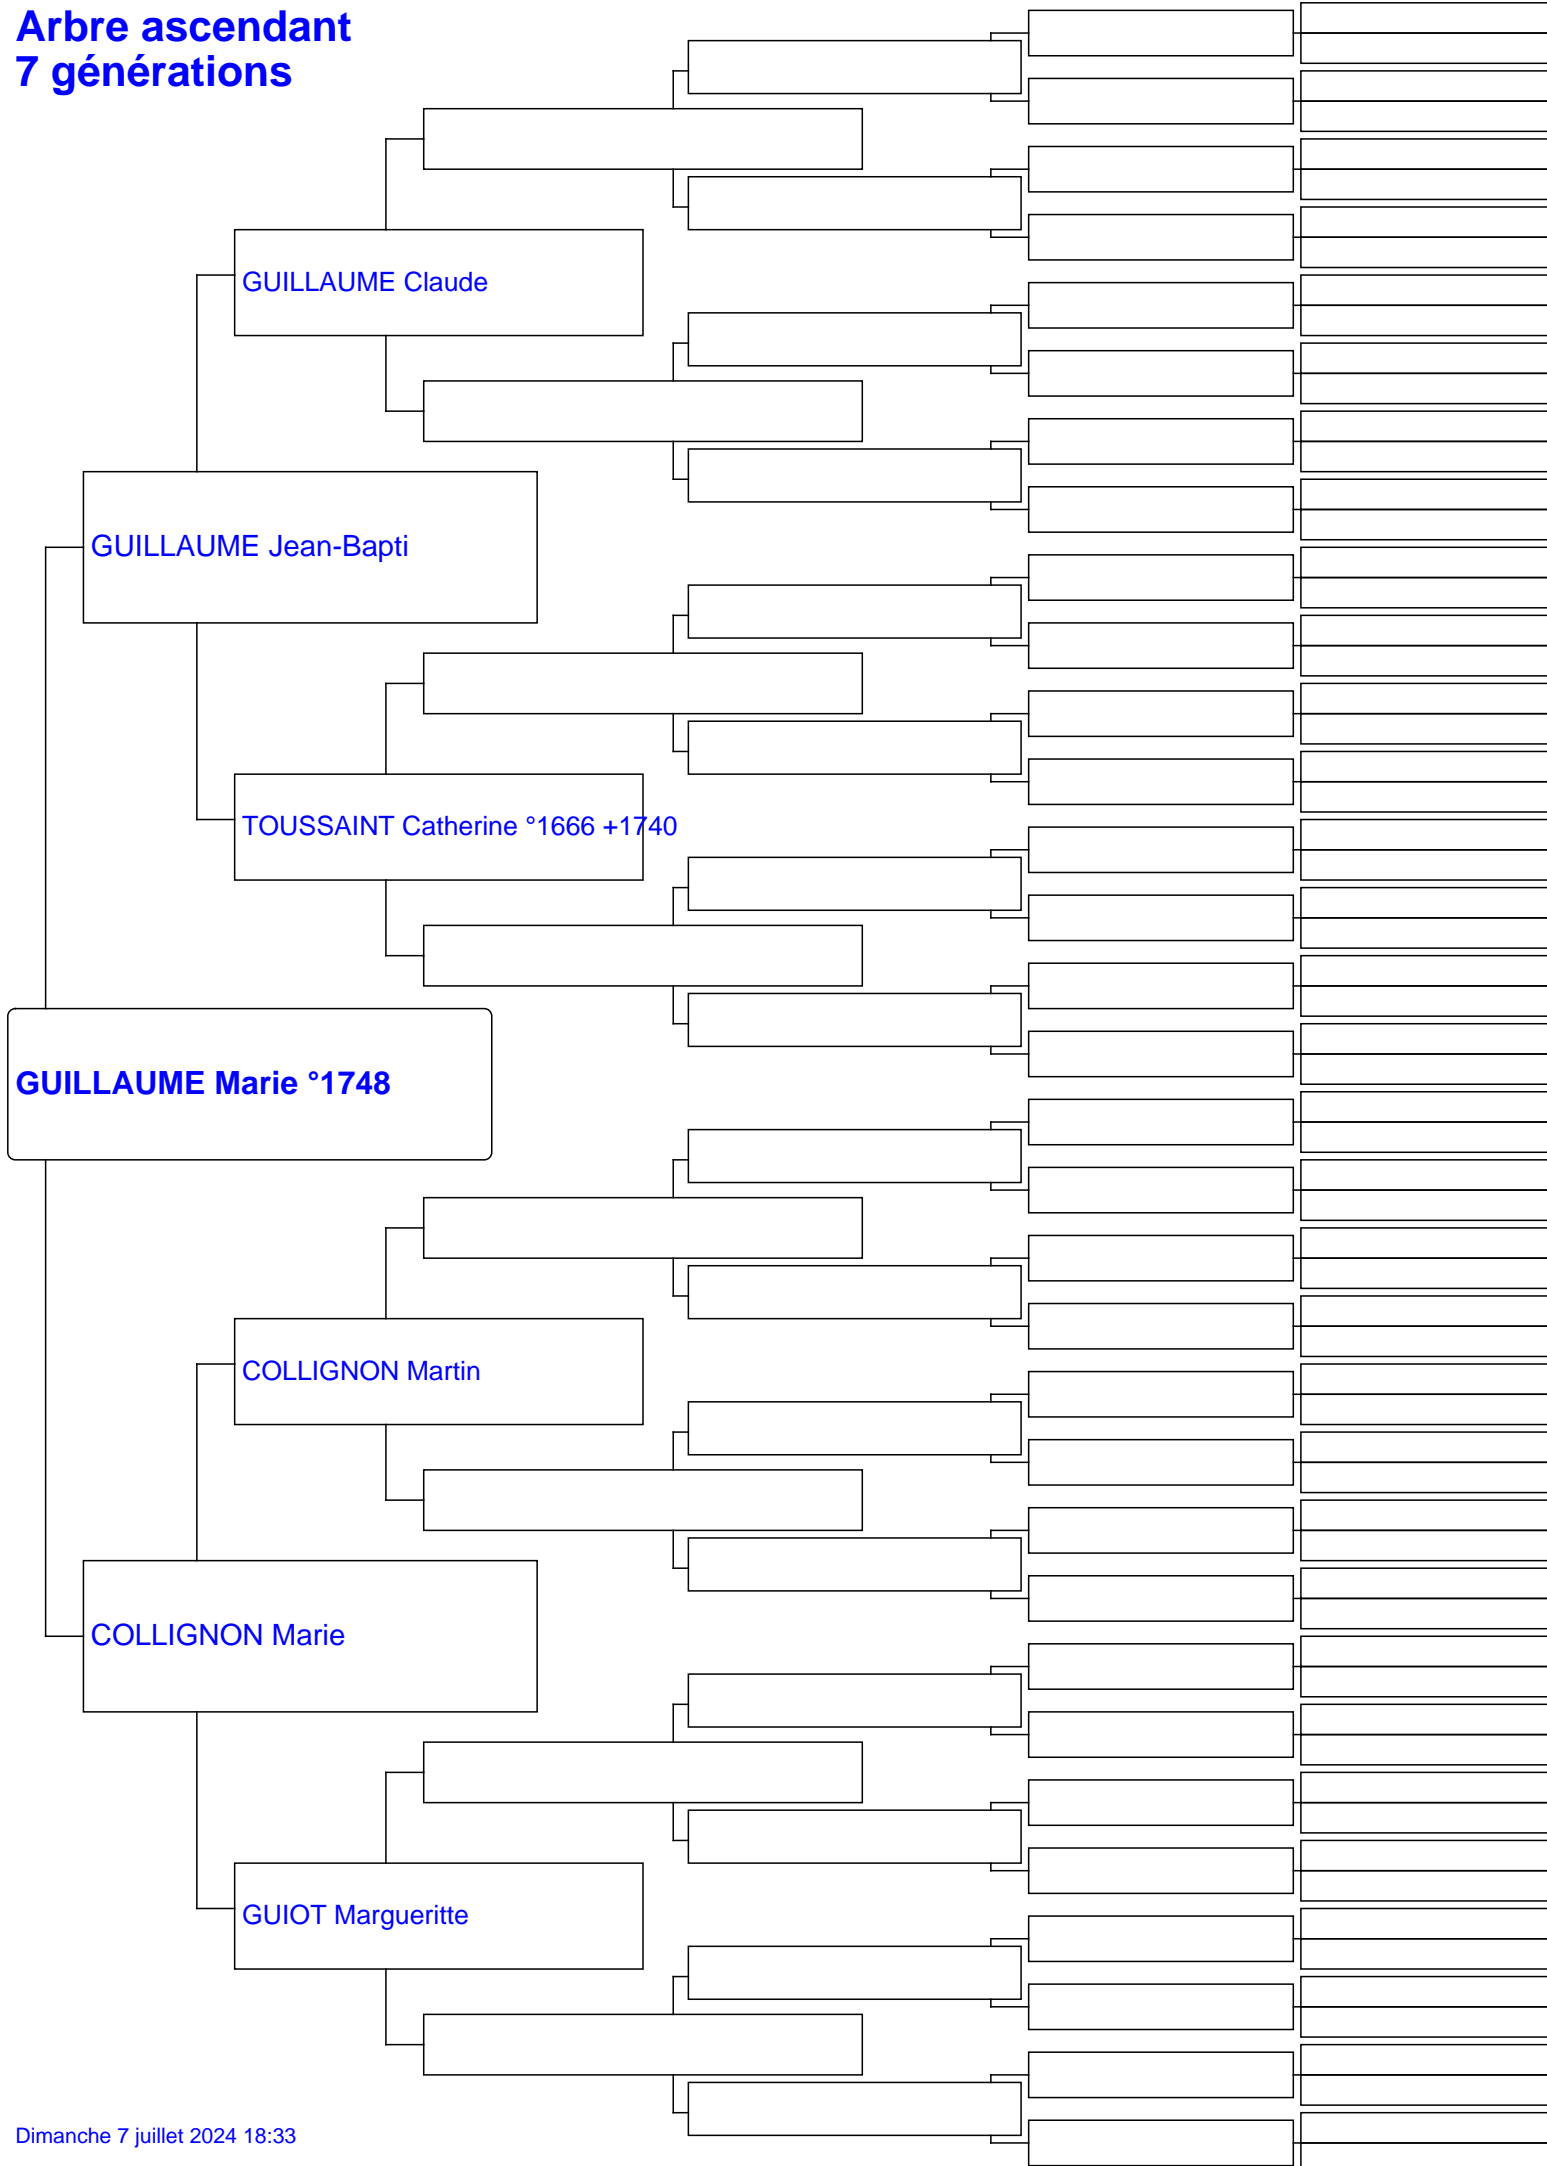 Arbre ascendant
7 générations
GUILLAUME Claude
GUILLAUME Jean-Bapti
TOUSSAINT Catherine °1666 +1740
GUILLAUME Marie °1748
COLLIGNON Martin
COLLIGNON Marie
GUIOT Margueritte
Dimanche 7 juillet 2024 18:33